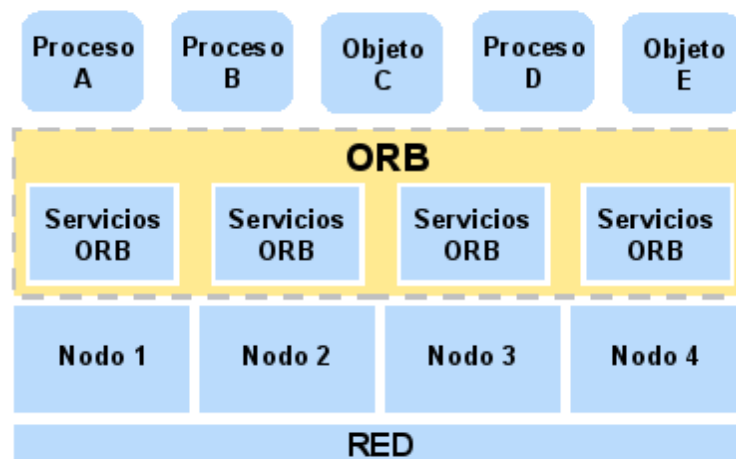 Proceso
A
Proceso
B
Objeto
C
Proceso
D
Objeto
E
ORB
Servicios
ORB
Servicios
ORB
Servicios
ORB
Servicios
ORB
Nodo 1
Nodo 2
Nodo 3
Nodo 4
RED